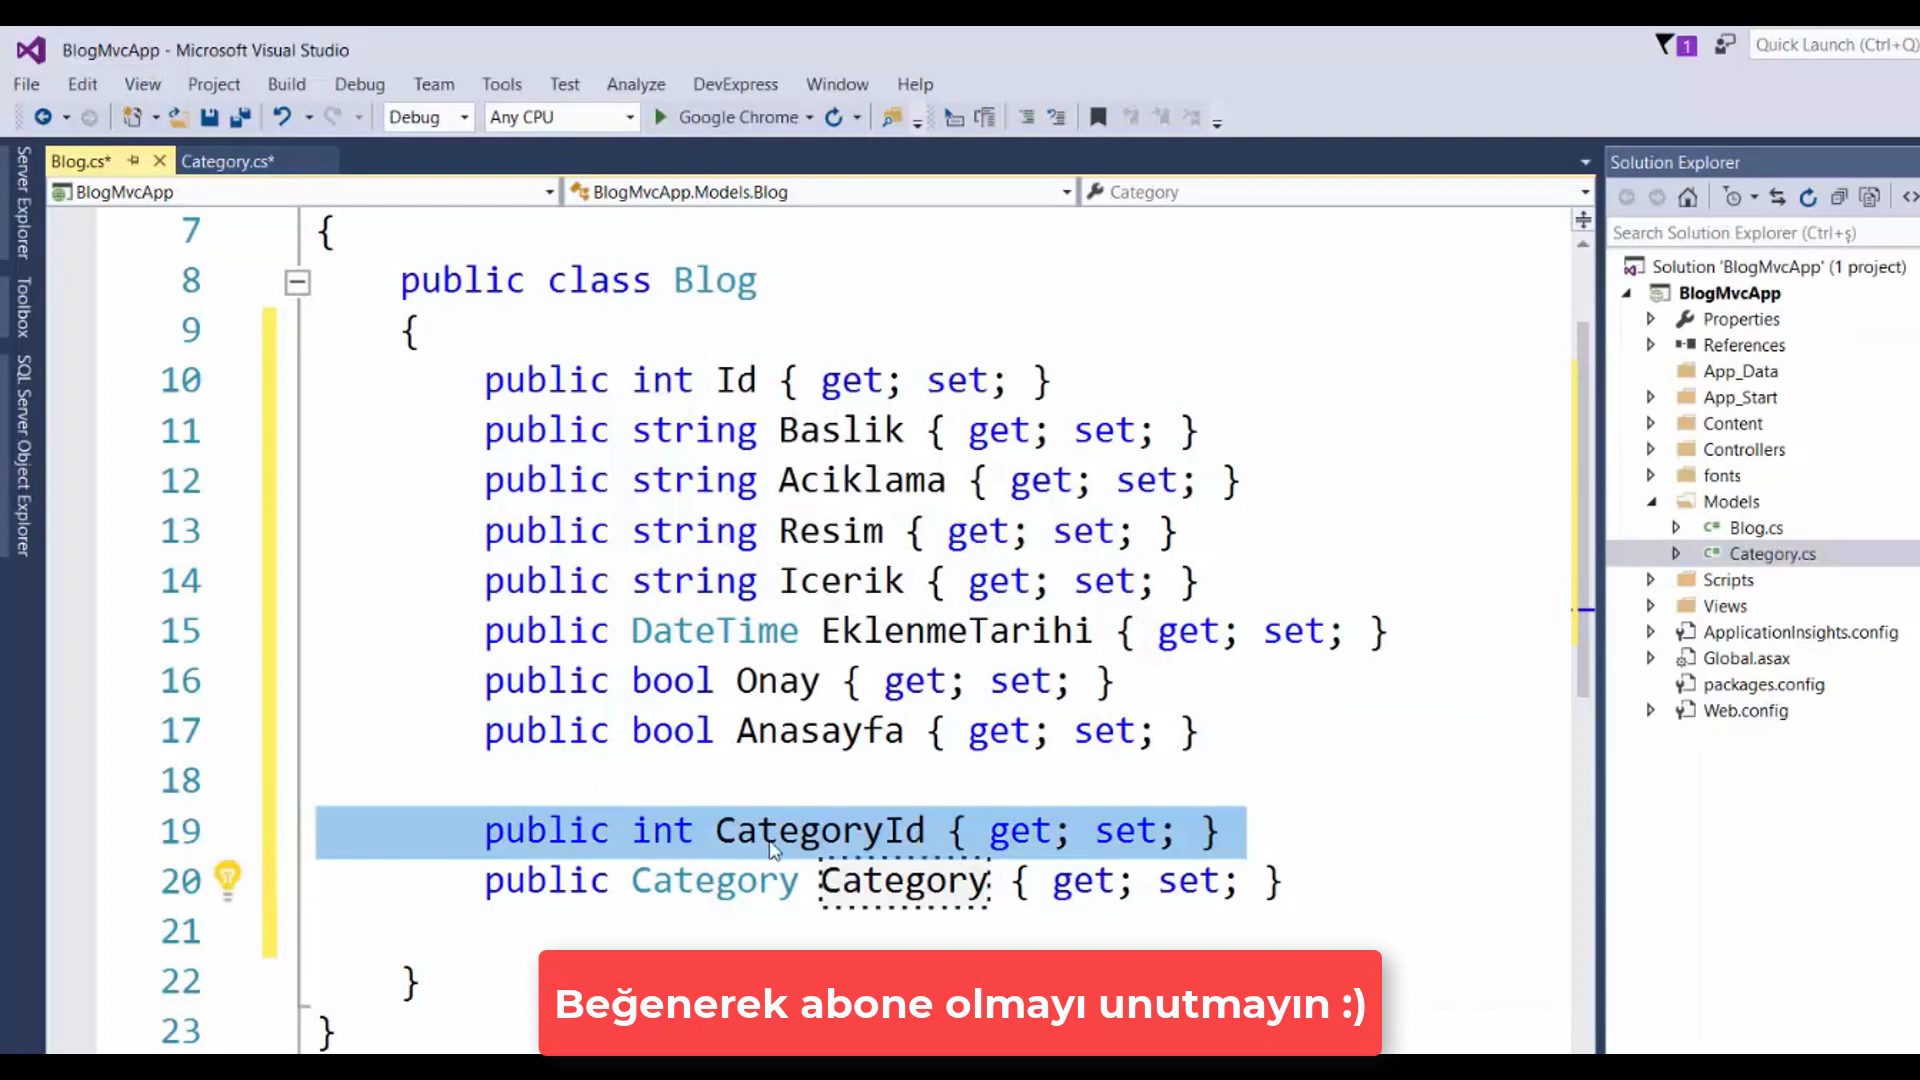 BlogMvcApp - Microsoft Visual Studio
1
Quick Launch (Ctrl+Q)
File Edit View Project Build Debug Team Tools Test Analyze DevExpress Window Help
Debug Any CPU Google Chrome
Server Explorer
Toolbox
SQL Server Object Explorer
Blog.cs* Category.cs*
BlogMvcApp BlogMvcApp.Models.Blog Category
7 {
8 public class Blog
9 {
10 public int Id { get; set; }
11 public string Baslik { get; set; }
12 public string Aciklama { get; set; }
13 public string Resim { get; set; }
14 public string Icerik { get; set; }
15 public DateTime EklenmeTarihi { get; set; }
16 public bool Onay { get; set; }
17 public bool Anasayfa { get; set; }
18
19 public int CategoryId { get; set; }
20 public Category Category { get; set; }
21
22 }
23 }
Beğenerek abone olmayı unutmayın :)
Solution Explorer
Search Solution Explorer (Ctrl+ş)
Solution 'BlogMvcApp' (1 project)
BlogMvcApp
Properties
References
App_Data
App_Start
Content
Controllers
fonts
Models
C# Blog.cs
C# Category.cs
Scripts
Views
ApplicationInsights.config
Global.asax
packages.config
Web.config